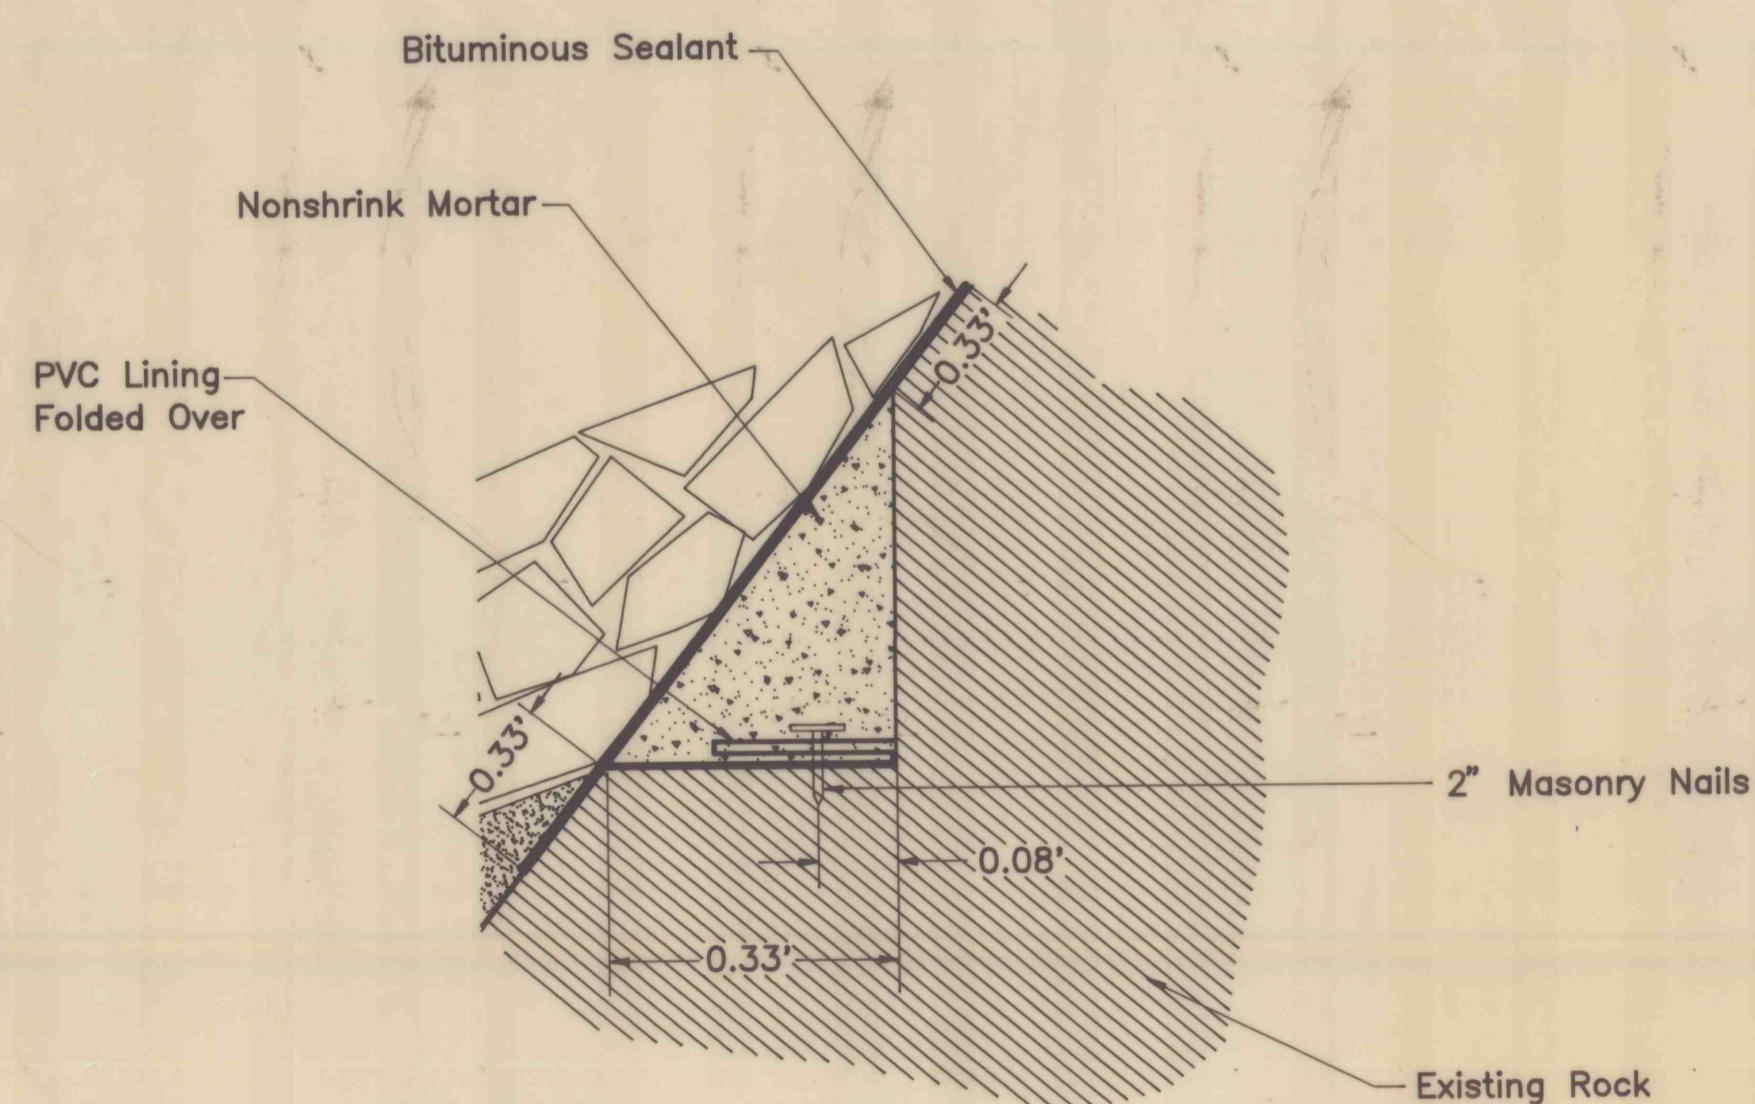 Bituminous Sealant
Nonshrink Mortar
0.33'
PVC Lining
Folded Over
0.33'
2" Masonry Nails
0.08'
0.33'
Existing Rock